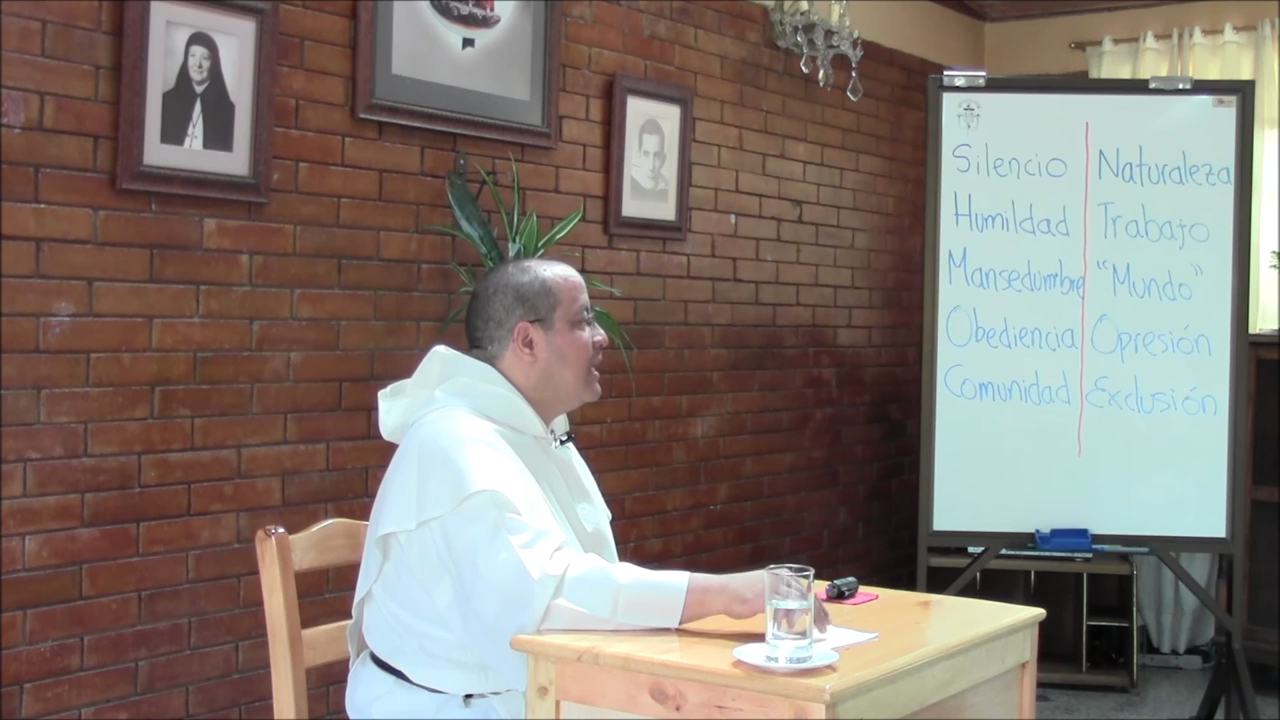 Silencio Naturaleza
Humildad Trabajo
Mansedumbre "Mundo"
Obediencia Opresión
Comunidad Exclusión